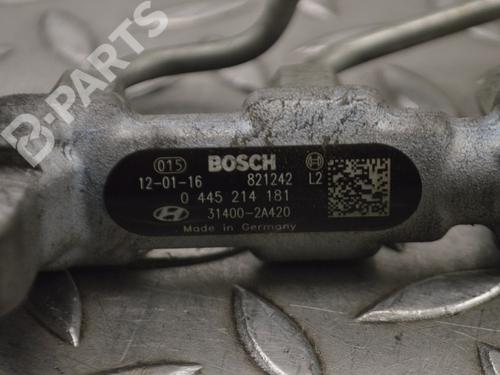 B-PARTS
015 BOSCH
12-01-16 821242 L2
0 445 214 181
31400-2A420
Made in Germany